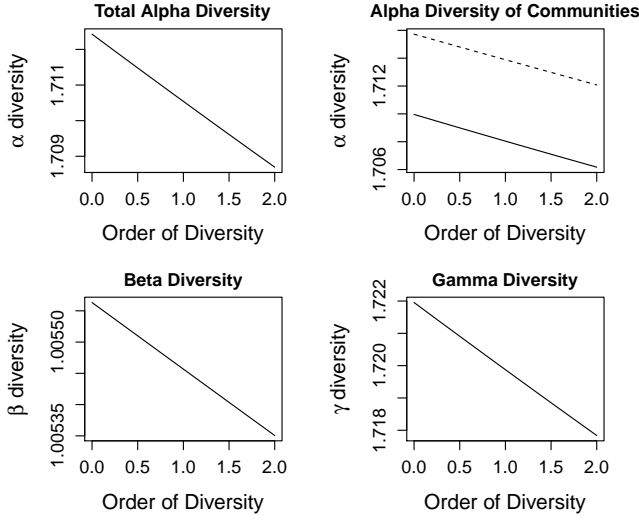 Total Alpha Diversity
α diversity
1.711
1.709
0.0 0.5 1.0 1.5 2.0
Order of Diversity
Alpha Diversity of Communities
α diversity
1.712
1.706
0.0 0.5 1.0 1.5 2.0
Order of Diversity
Beta Diversity
β diversity
1.00550
1.00535
0.0 0.5 1.0 1.5 2.0
Order of Diversity
Gamma Diversity
γ diversity
1.722
1.720
1.718
0.0 0.5 1.0 1.5 2.0
Order of Diversity